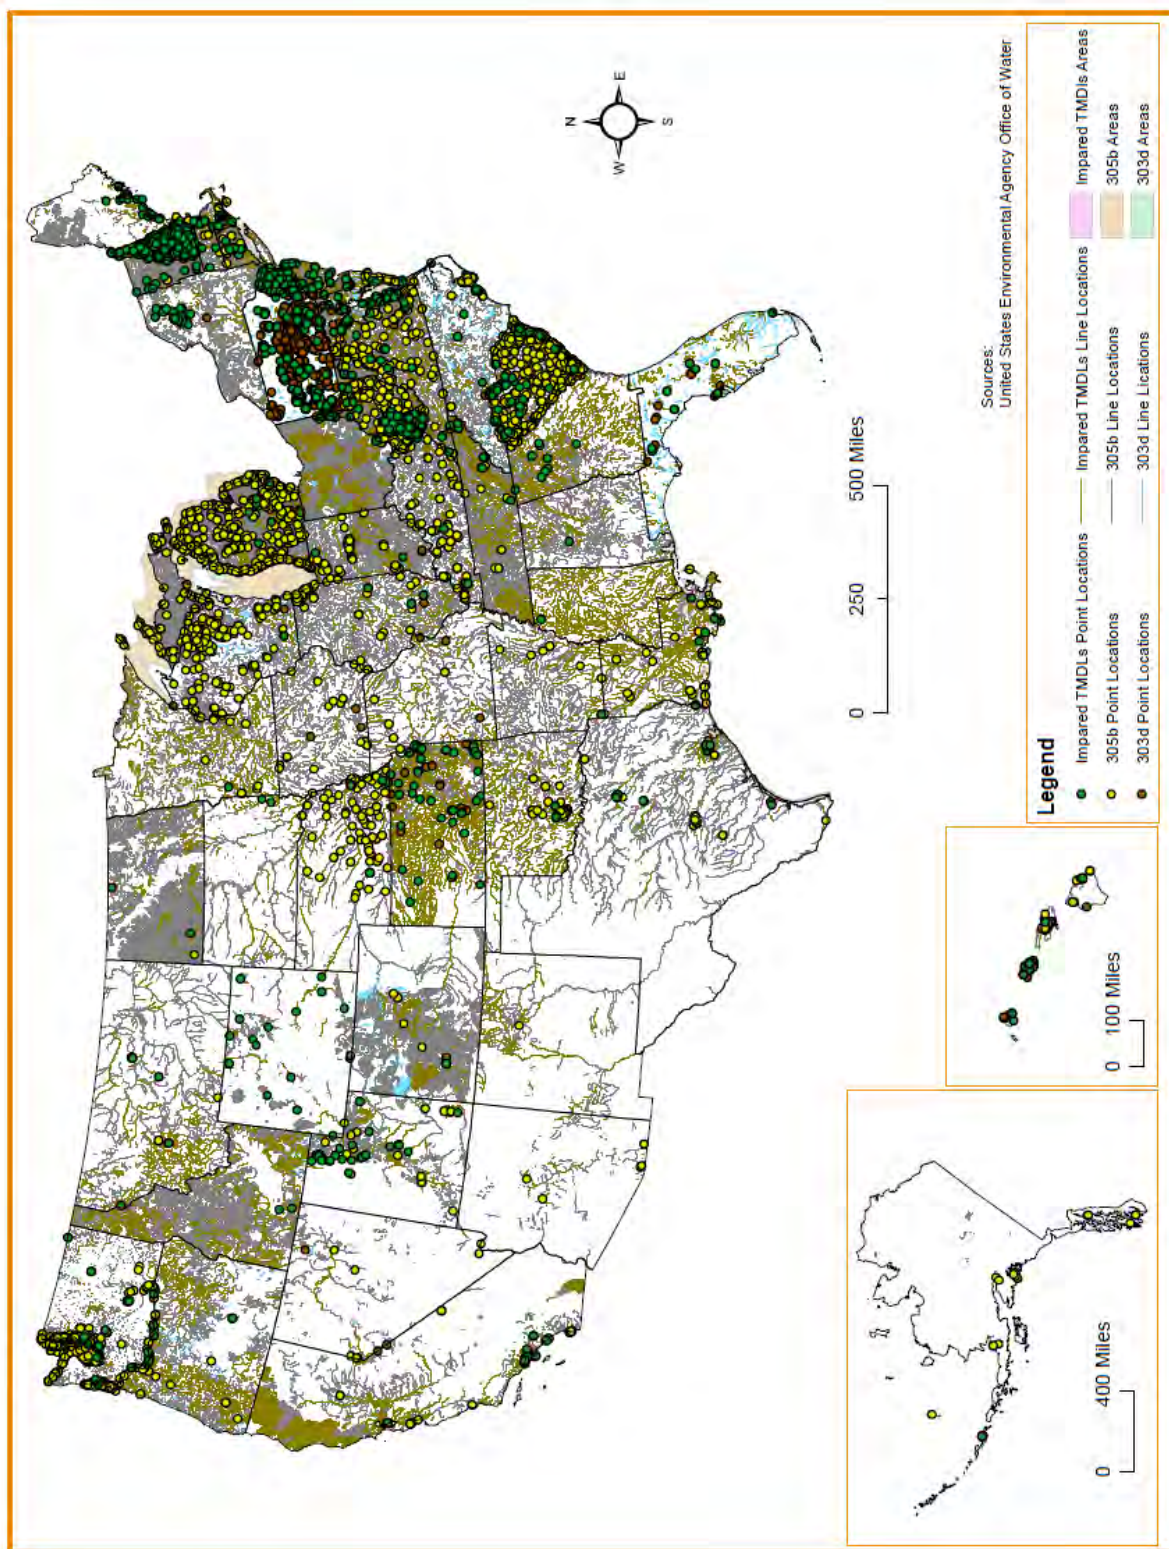 N
W
E
S
Sources:
United States Environmental Agency Office of Water
0 250 500 Miles
Legend
Impared TMDLs Point Locations
305b Point Locations
303d Point Locations
Impared TMDLs Line Locations
305b Line Locations
303d Line Lications
Impared TMDls Areas
305b Areas
303d Areas
0 400 Miles
0 100 Miles